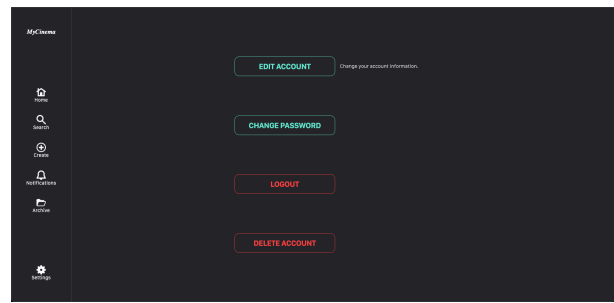 MyCinema
Home
Search
Create
Notifications
Archive
Settings
EDIT ACCOUNT
Change your account information.
CHANGE PASSWORD
LOGOUT
DELETE ACCOUNT